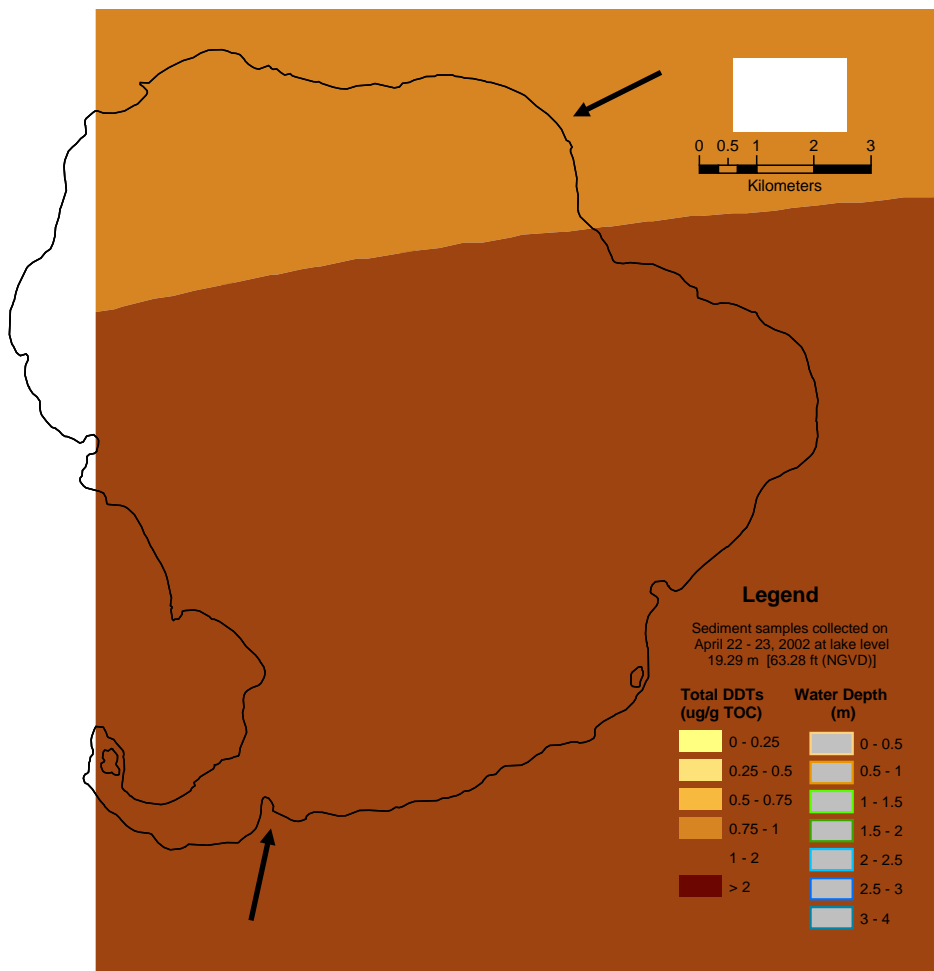 0 0.5 1 2 3
Kilometers
Legend
Sediment samples collected on
April 22 - 23, 2002 at lake level
19.29 m [63.28 ft (NGVD)]
Total DDTs
(ug/g TOC)
0 - 0.25
0.25 - 0.5
0.5 - 0.75
0.75 - 1
1 - 2
> 2
Water Depth
(m)
0 - 0.5
0.5 - 1
1 - 1.5
1.5 - 2
2 - 2.5
2.5 - 3
3 - 4